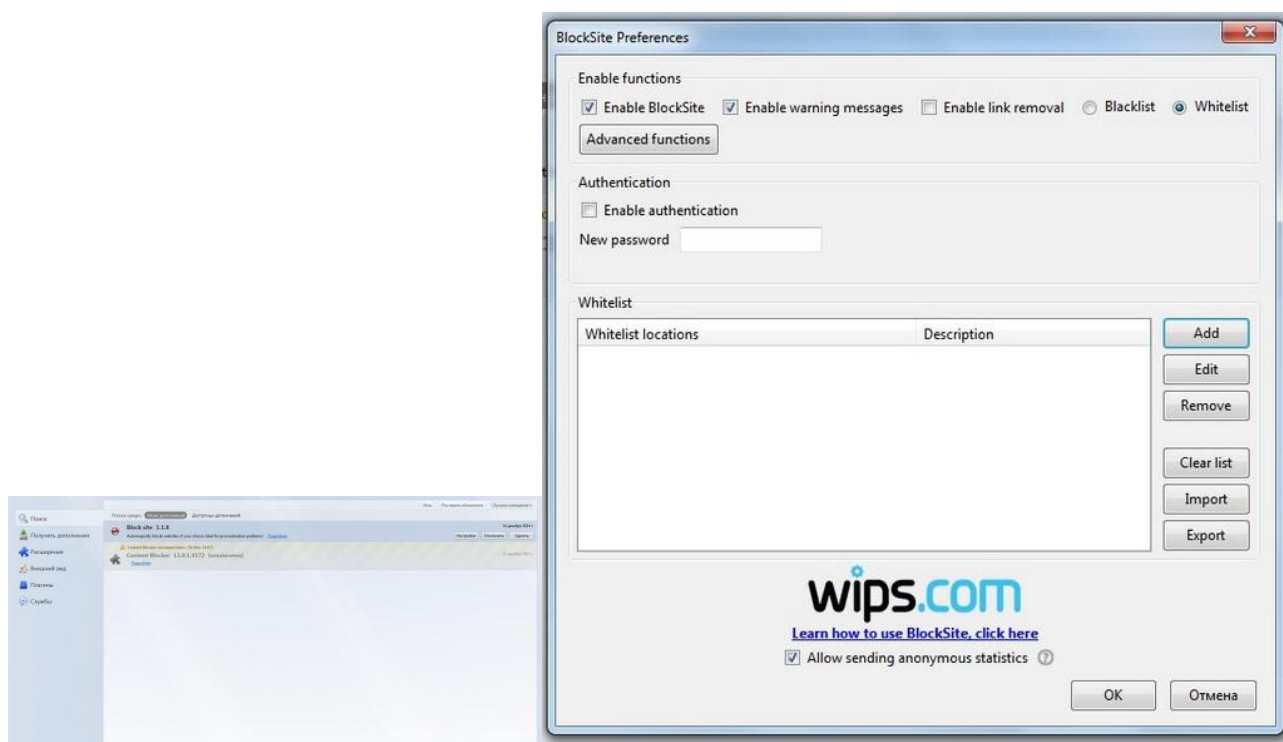 BlockSite Preferences
Enable functions
Enable BlockSite Enable warning messages Enable link removal Blacklist Whitelist
Advanced functions
Authentication
Enable authentication
New password
Whitelist
Whitelist locations Description
Add
Edit
Remove
Clear list
Import
Export
wips.com
Learn how to use BlockSite, click here
Allow sending anonymous statistics
OK Отмена
Поиск
Получить дополнения
Расширения
Внешний вид
Плагины
Службы
Block site 1.1.8
Content Blocker
Подробнее